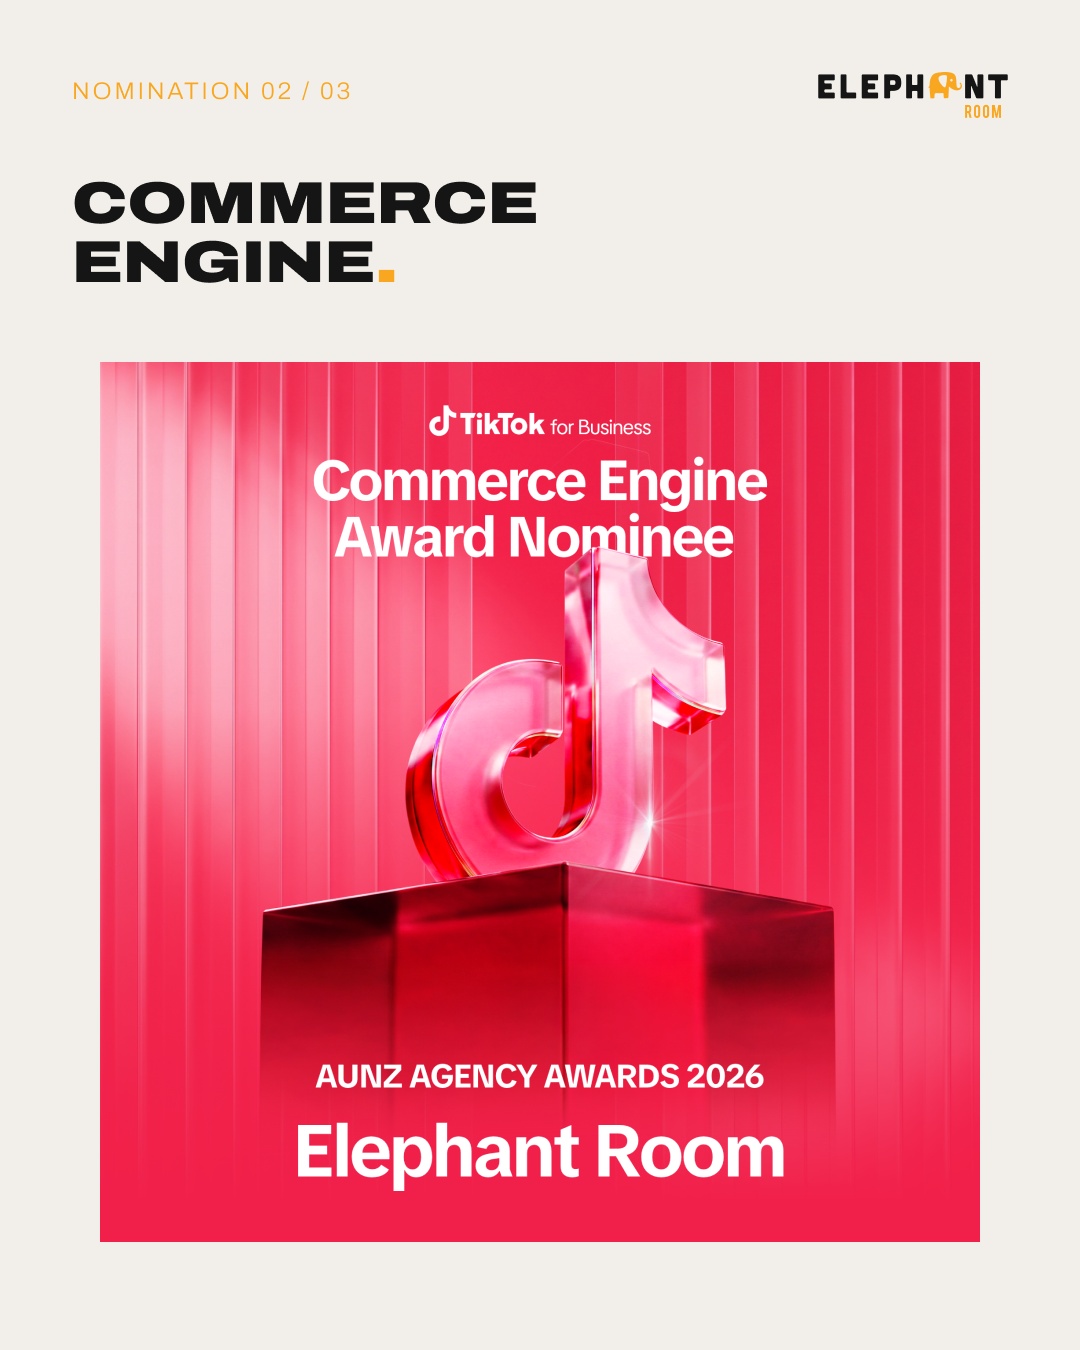 NOMINATION 02 / 03
ELEPHANT
ROOM
COMMERCE
ENGINE.
TikTok for Business
Commerce Engine
Award Nominee
AUNZ AGENCY AWARDS 2026
Elephant Room